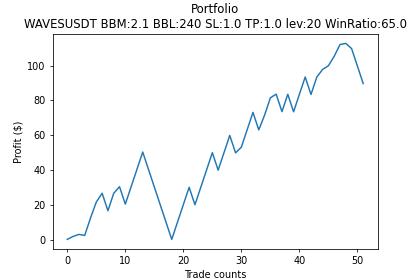 Portfolio
WAVESUSDT BBM:2.1 BBL:240 SL:1.0 TP:1.0 lev:20 WinRatio:65.0
100
80
60
40
20
0
Profit ($)
0 10 20 30 40 50
Trade counts